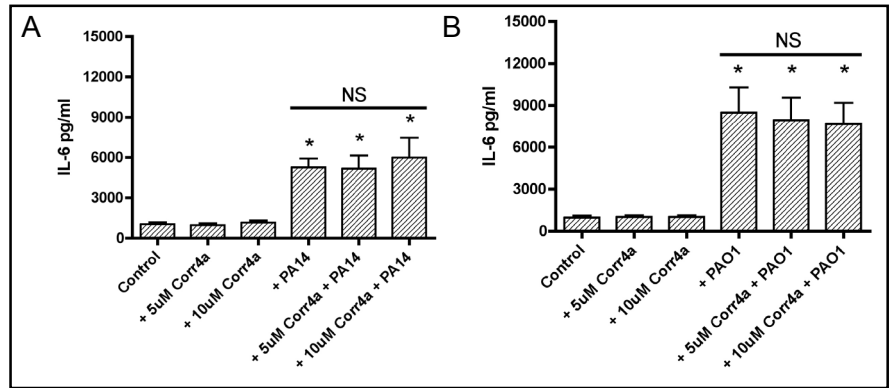 A
IL-6 pg/ml
15000
12000
9000
6000
3000
0
NS
*
*
*
Control
+ 5uM Corr4a
+ 10uM Corr4a
+ PA14
+ 5uM Corr4a + PA14
+ 10uM Corr4a + PA14
B
IL-6 pg/ml
15000
12000
9000
6000
3000
0
NS
*
*
*
Control
+ 5uM Corr4a
+ 10uM Corr4a
+ PAO1
+ 5uM Corr4a + PAO1
+ 10uM Corr4a + PAO1